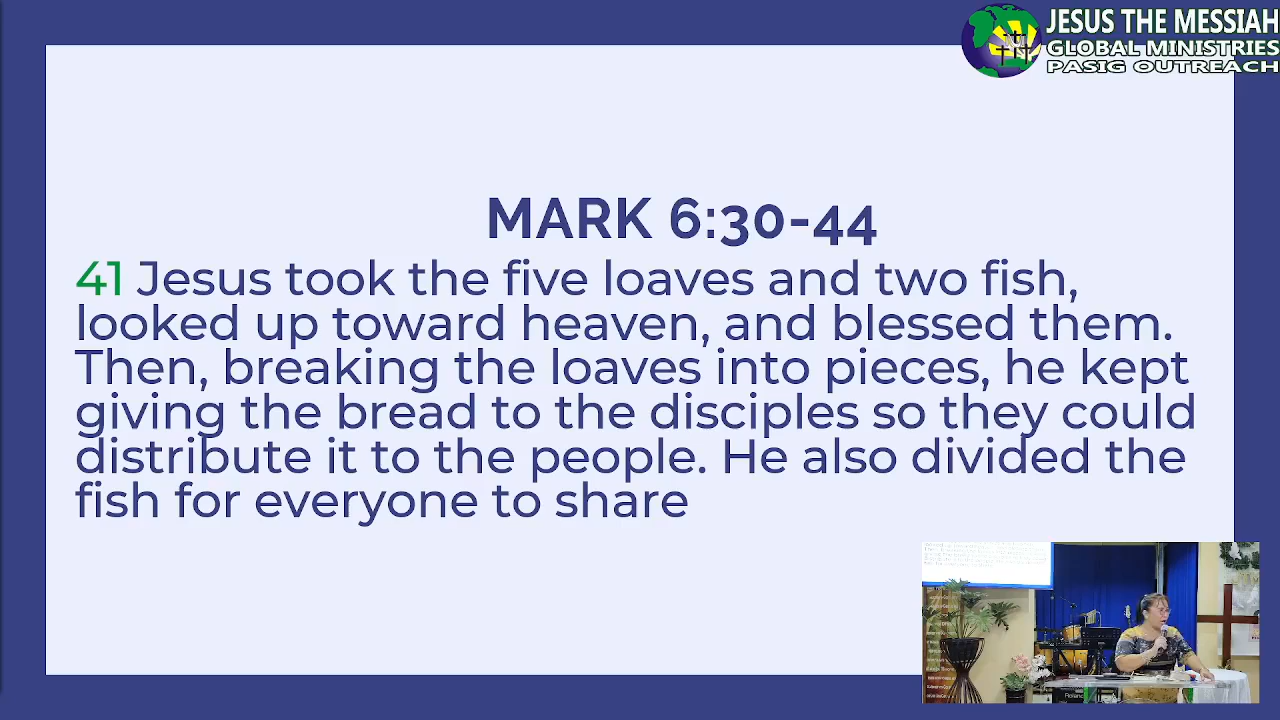 JESUS THE MESSIAH
GLOBAL MINISTRIES
PASIG OUTREACH
MARK 6:30-44
41 Jesus took the five loaves and two fish,
looked up toward heaven, and blessed them.
Then, breaking the loaves into pieces, he kept
giving the bread to the disciples so they could
distribute it to the people. He also divided the
fish for everyone to share
Roland